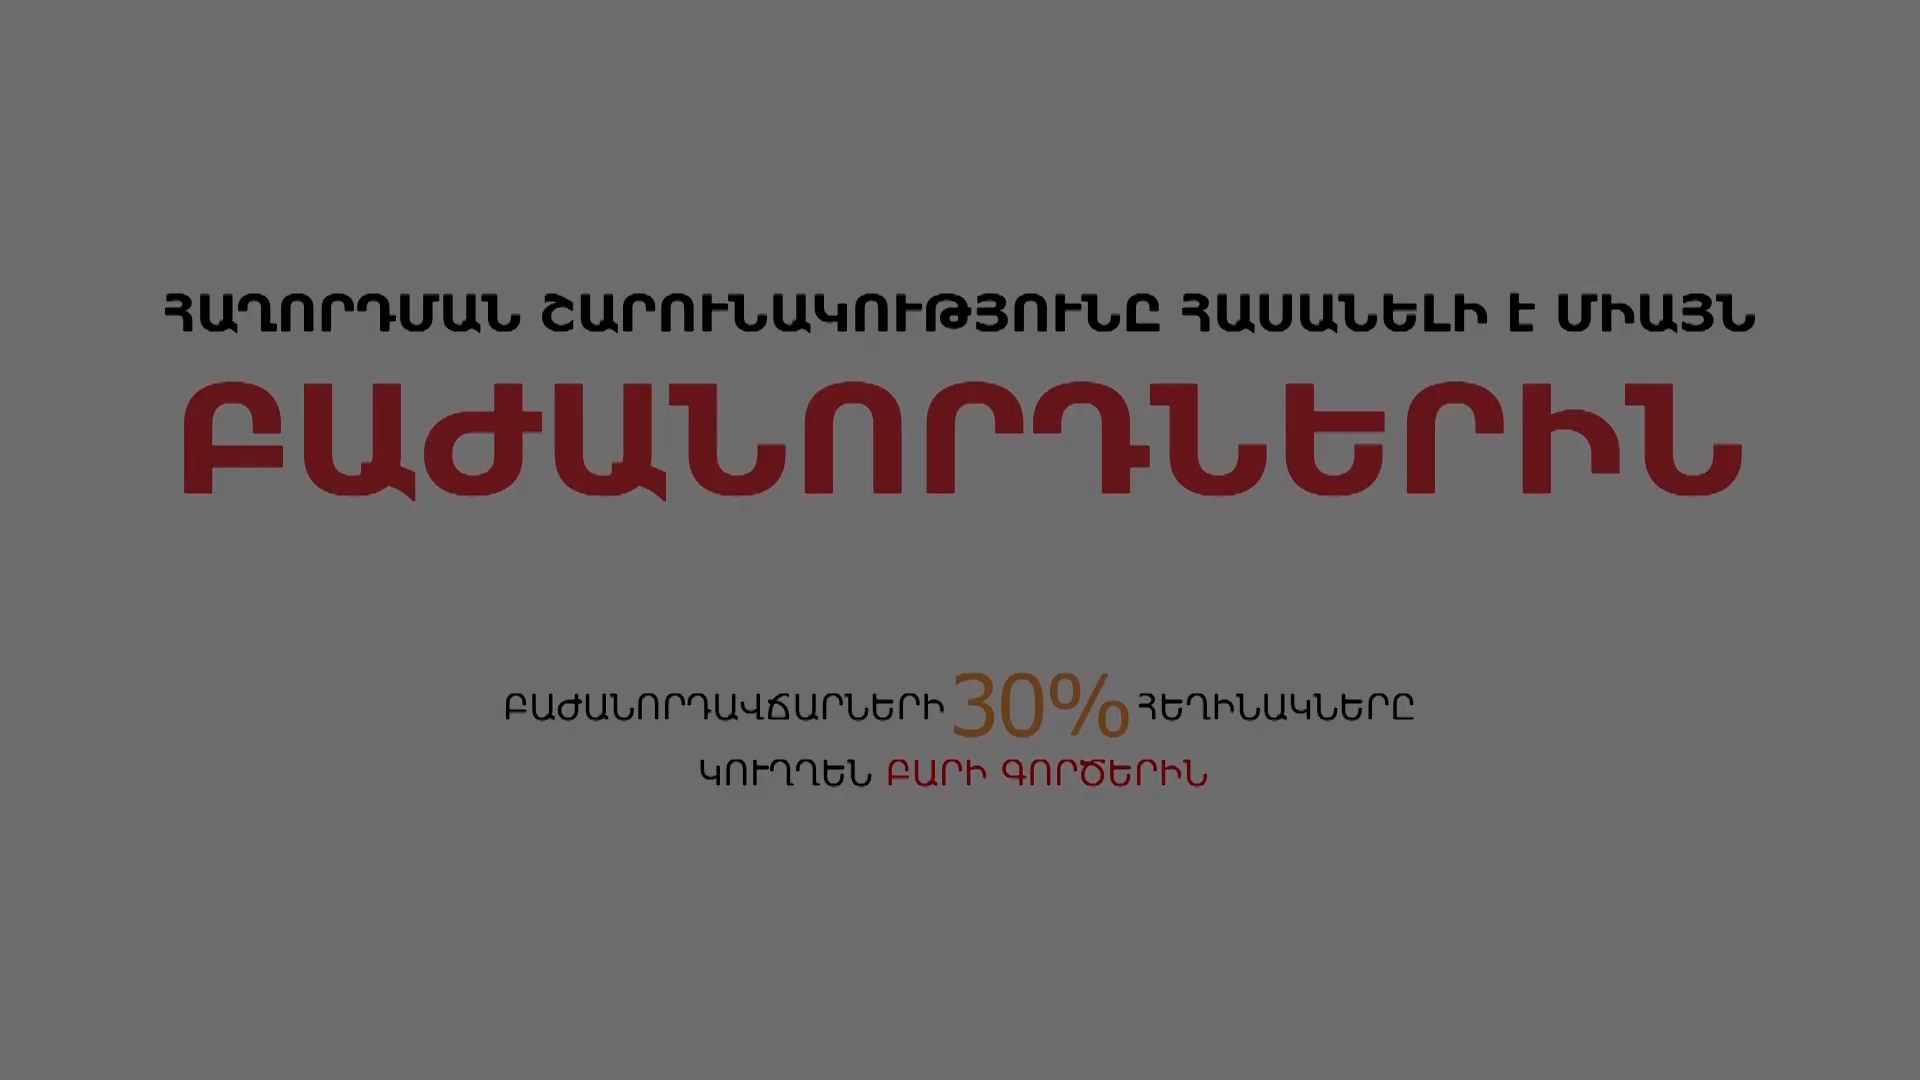 ՀԱՂՈՐԴՄԱՆ ՇԱՐՈՒՆԱԿՈՒԹՅՈՒՆԸ ՀԱՍԱՆԵԼԻ Է ՄԻԱՅՆ
ԲԱԺԱՆՈՐԴՆԵՐԻՆ
ԲԱԺԱՆՈՐԴԱՎՃԱՐՆԵՐԻ 30% ՀԵՂԻՆԱԿՆԵՐԸ
ԿՈՒՂՂԵՆ ԲԱՐԻ ԳՈՐԾԵՐԻՆ